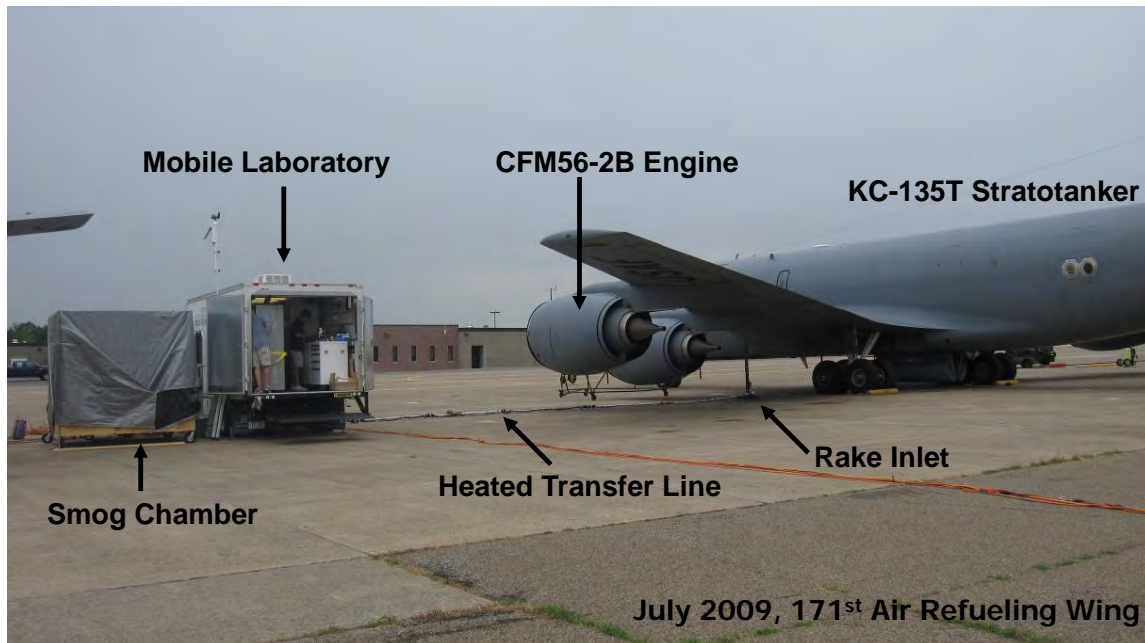 Mobile Laboratory
CFM56-2B Engine
KC-135T Stratotanker
Rake Inlet
Heated Transfer Line
Smog Chamber
July 2009, 171st Air Refueling Wing